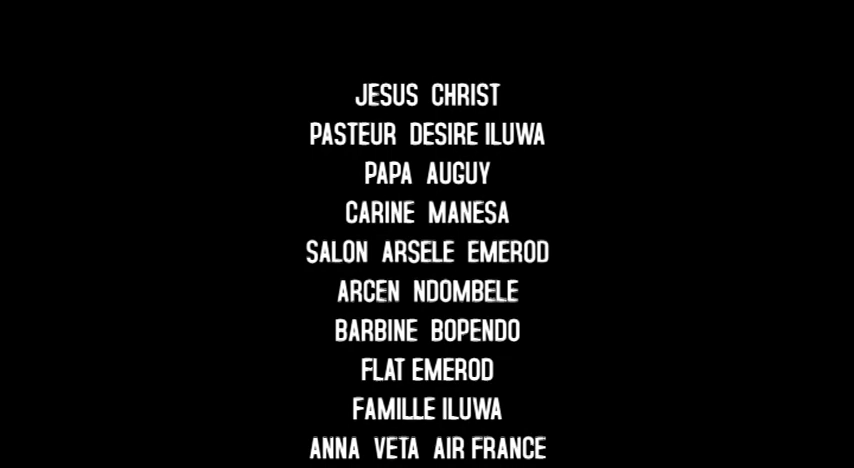 JESUS CHRIST
PASTEUR DESIRE ILUWA
PAPA AUGUY
CARINE MANESA
SALON ARSELE EMEROD
ARCEN NDOMBELE
BARBINE BOPENDO
FLAT EMEROD
FAMILLE ILUWA
ANNA VETA AIR FRANCE